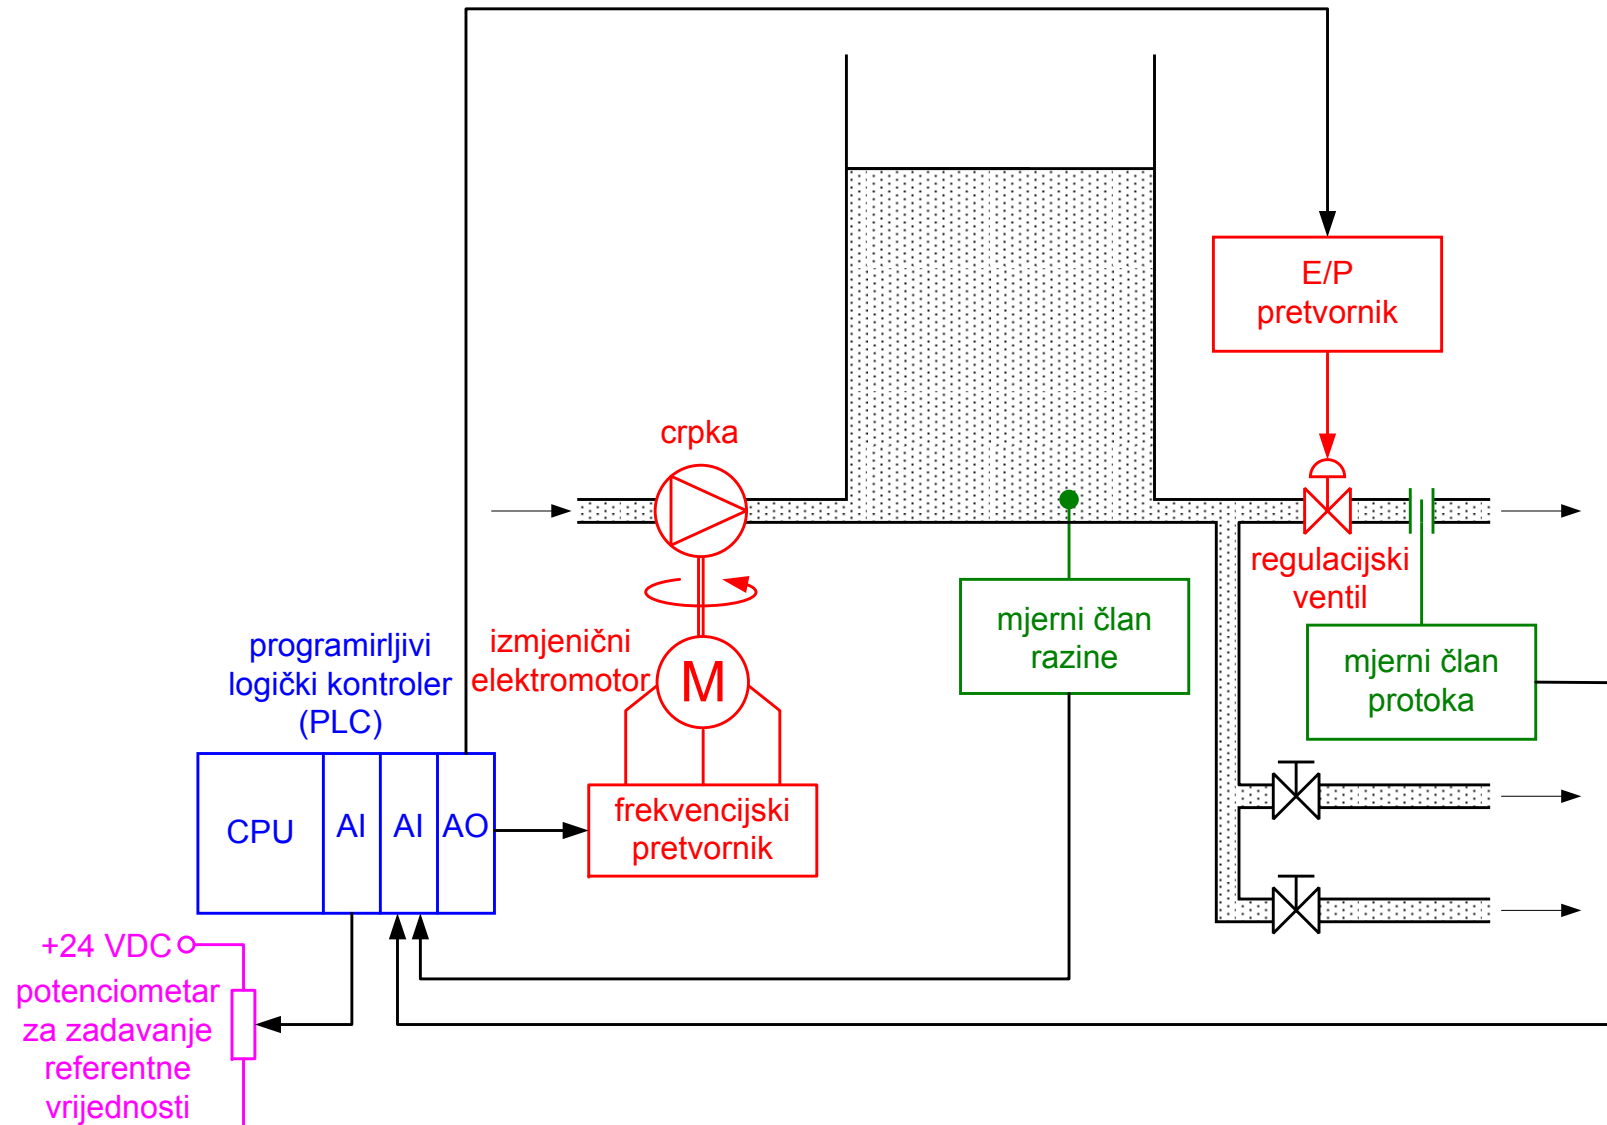 E/P
pretvornik
crpka
regulacijski
ventil
mjerni član
razine
mjerni član
protoka
izmjenični
elektromotor
M
programirljivi
logički kontroler
(PLC)
CPU
AI
AI
AO
frekvencijski
pretvornik
+24 VDC
potenciometar
za zadavanje
referentne
vrijednosti